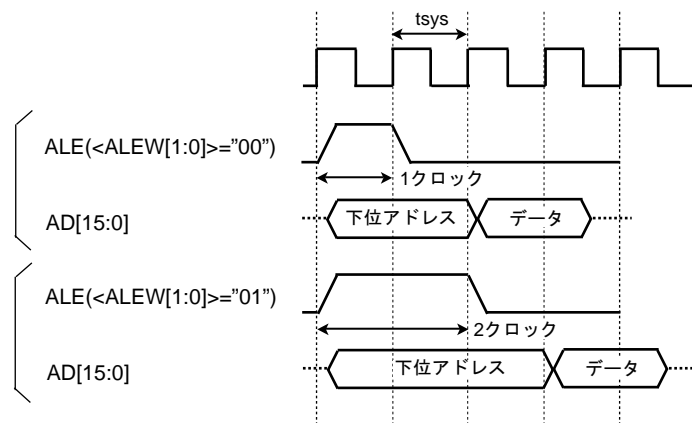 tsys
ALE(<ALEW[1:0]>="00")
1クロック
AD[15:0]
下位アドレス
データ
ALE(<ALEW[1:0]>="01")
2クロック
AD[15:0]
下位アドレス
データ